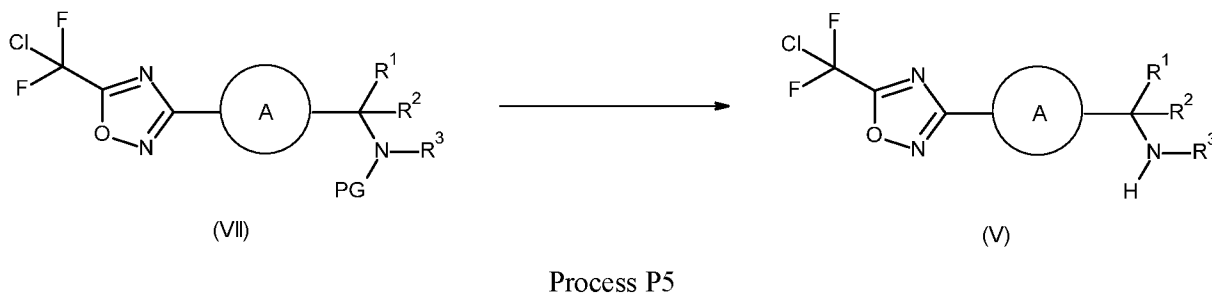 F
Cl
F
N
O
N
A
R¹
R²
N
R³
PG
(VII)
F
Cl
F
N
O
N
A
R¹
R²
N
R³
H
(V)
Process P5